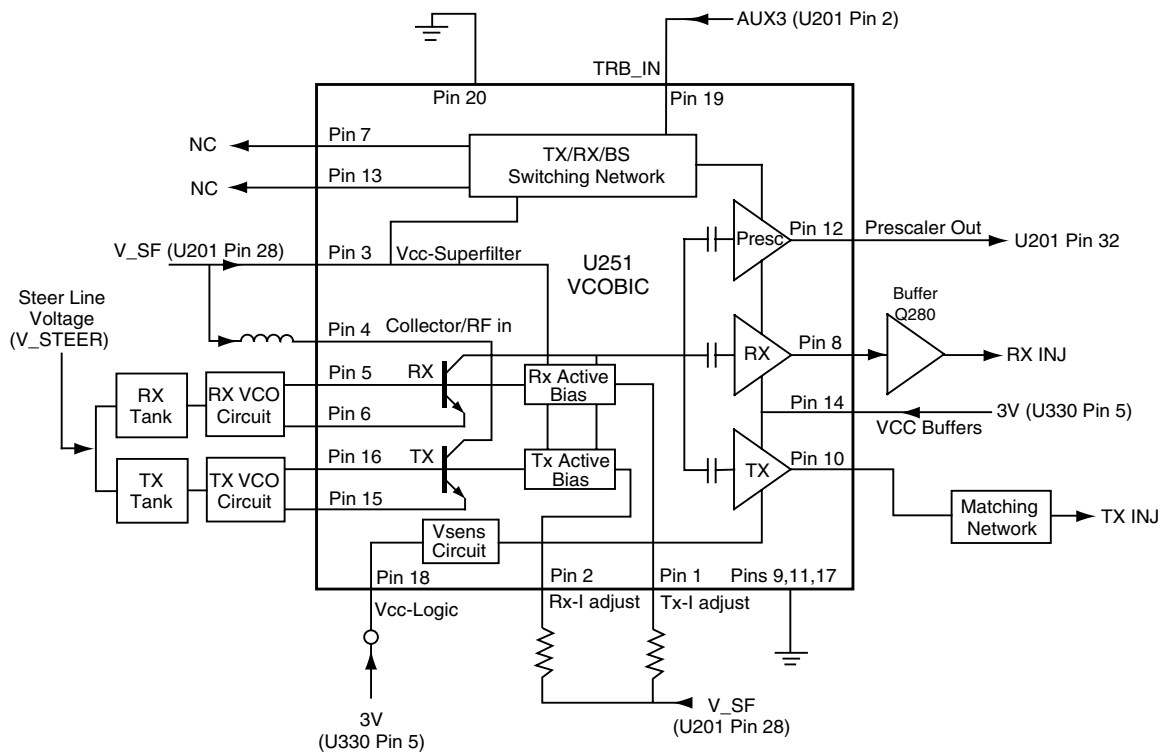 AUX3 (U201 Pin 2)
TRB_IN
Pin 20
Pin 19
Pin 7
NC
TX/RX/BS
Switching Network
Pin 13
NC
Presc
Pin 12
Prescaler Out
U201 Pin 32
V_SF (U201 Pin 28)
Pin 3
Vcc-Superfilter
U251
VCOBIC
Steer Line
Voltage
(V_STEER)
Buffer
Q280
Pin 4
Collector/RF in
RX
Pin 8
RX INJ
RX
Tank
RX VCO
Circuit
Pin 5
RX
Rx Active
Bias
Pin 6
Pin 14
3V (U330 Pin 5)
VCC Buffers
TX
Tank
TX VCO
Circuit
Pin 16
TX
Tx Active
Bias
TX
Pin 10
Pin 15
Matching
Network
TX INJ
Vsens
Circuit
Pin 18
Pin 2
Pin 1
Pins 9,11,17
Vcc-Logic
Rx-I adjust
Tx-I adjust
3V
(U330 Pin 5)
V_SF
(U201 Pin 28)